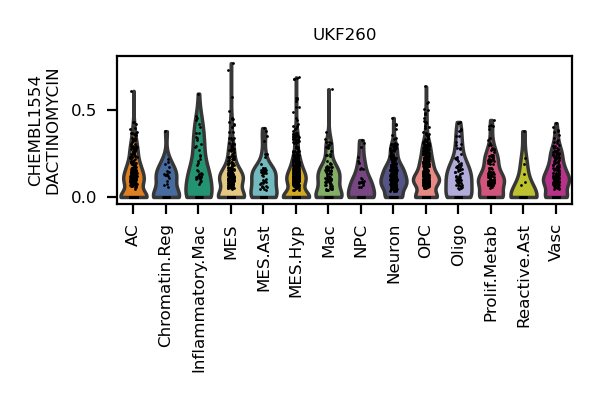 UKF260
CHEMBL1554
DACTINOMYCIN
0.5
0.0
AC
Chromatin.Reg
Inflammatory.Mac
MES
MES.Ast
MES.Hyp
Mac
NPC
Neuron
OPC
Oligo
Prolif.Metab
Reactive.Ast
Vasc